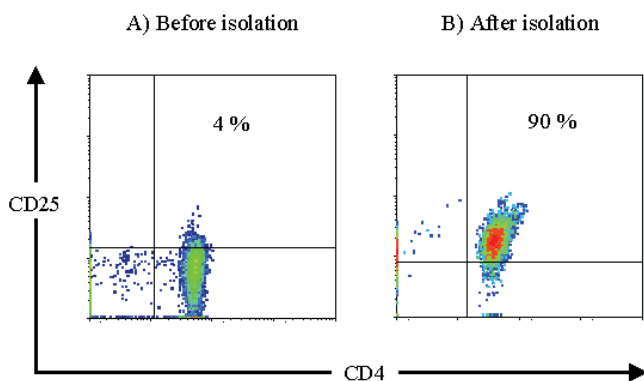 A) Before isolation
B) After isolation
4 %
90 %
CD25
CD4